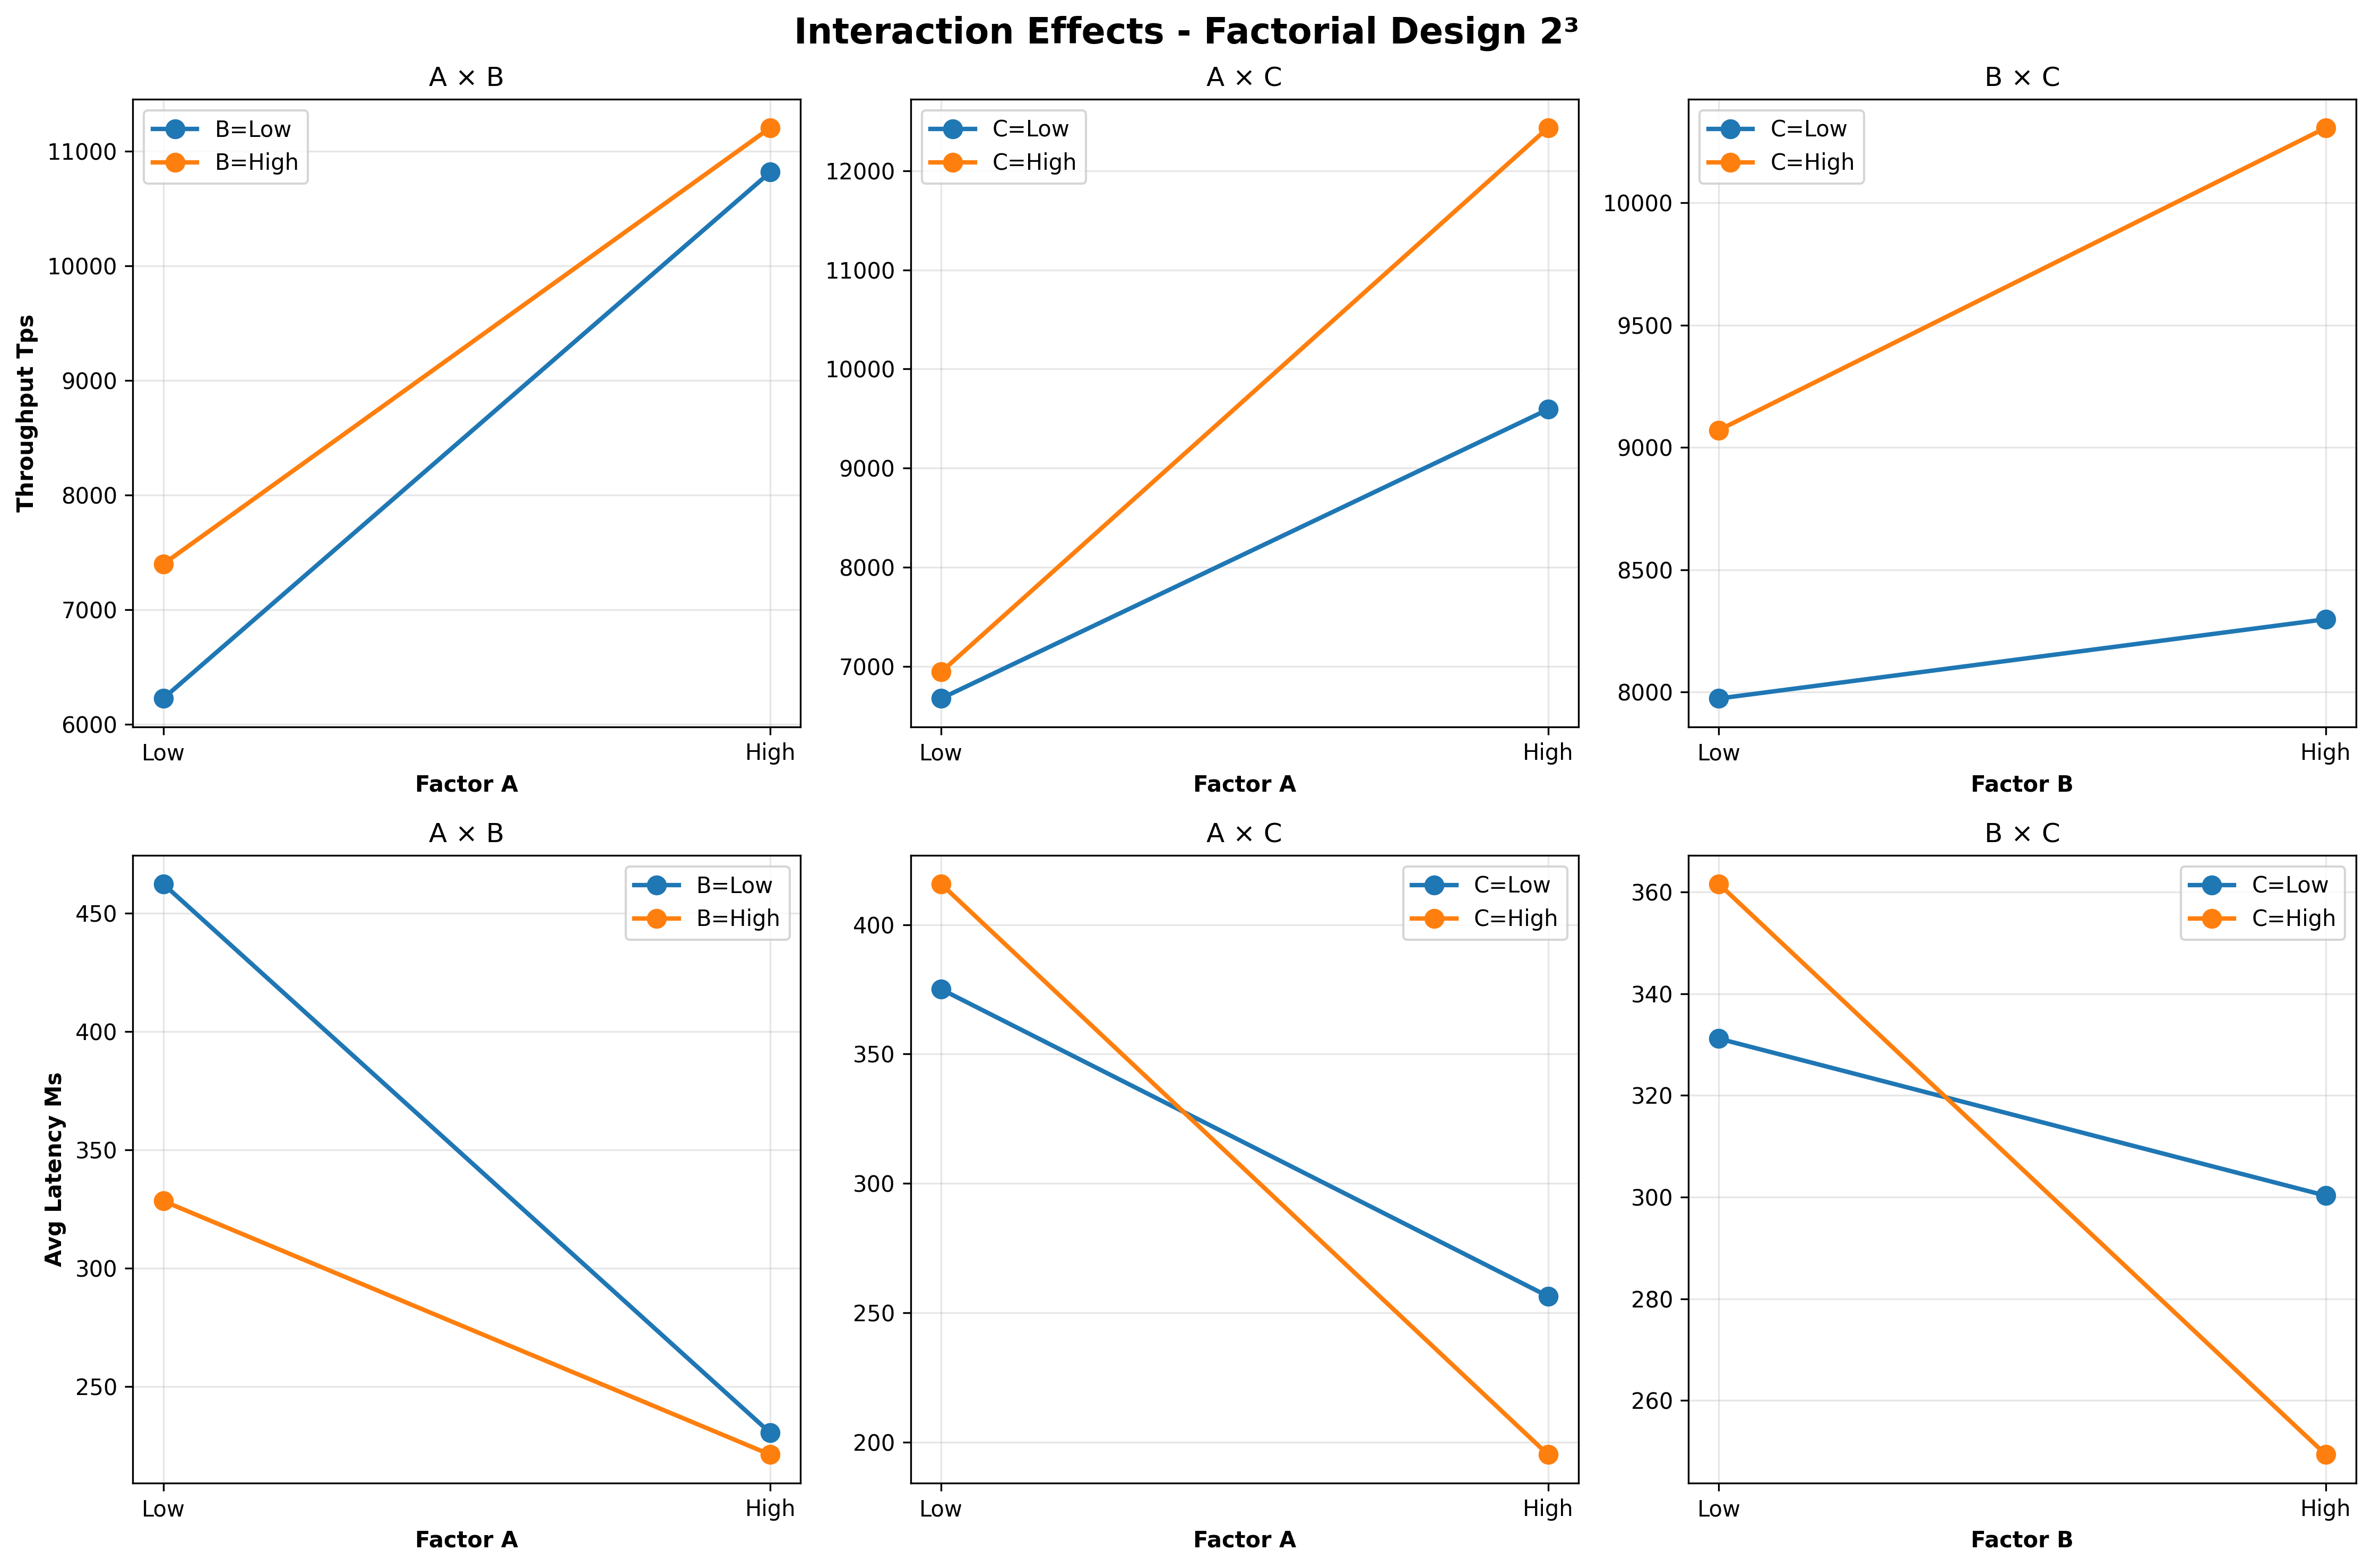 Interaction Effects - Factorial Design 2³
A × B
B=Low
B=High
11000
10000
9000
8000
7000
6000
Throughput Tps
Low
High
Factor A
A × C
C=Low
C=High
12000
11000
10000
9000
8000
7000
Low
High
Factor A
B × C
C=Low
C=High
10000
9500
9000
8500
8000
Low
High
Factor B
A × B
B=Low
B=High
450
400
350
300
250
Avg Latency Ms
Low
High
Factor A
A × C
C=Low
C=High
400
350
300
250
200
Low
High
Factor A
B × C
C=Low
C=High
360
340
320
300
280
260
Low
High
Factor B